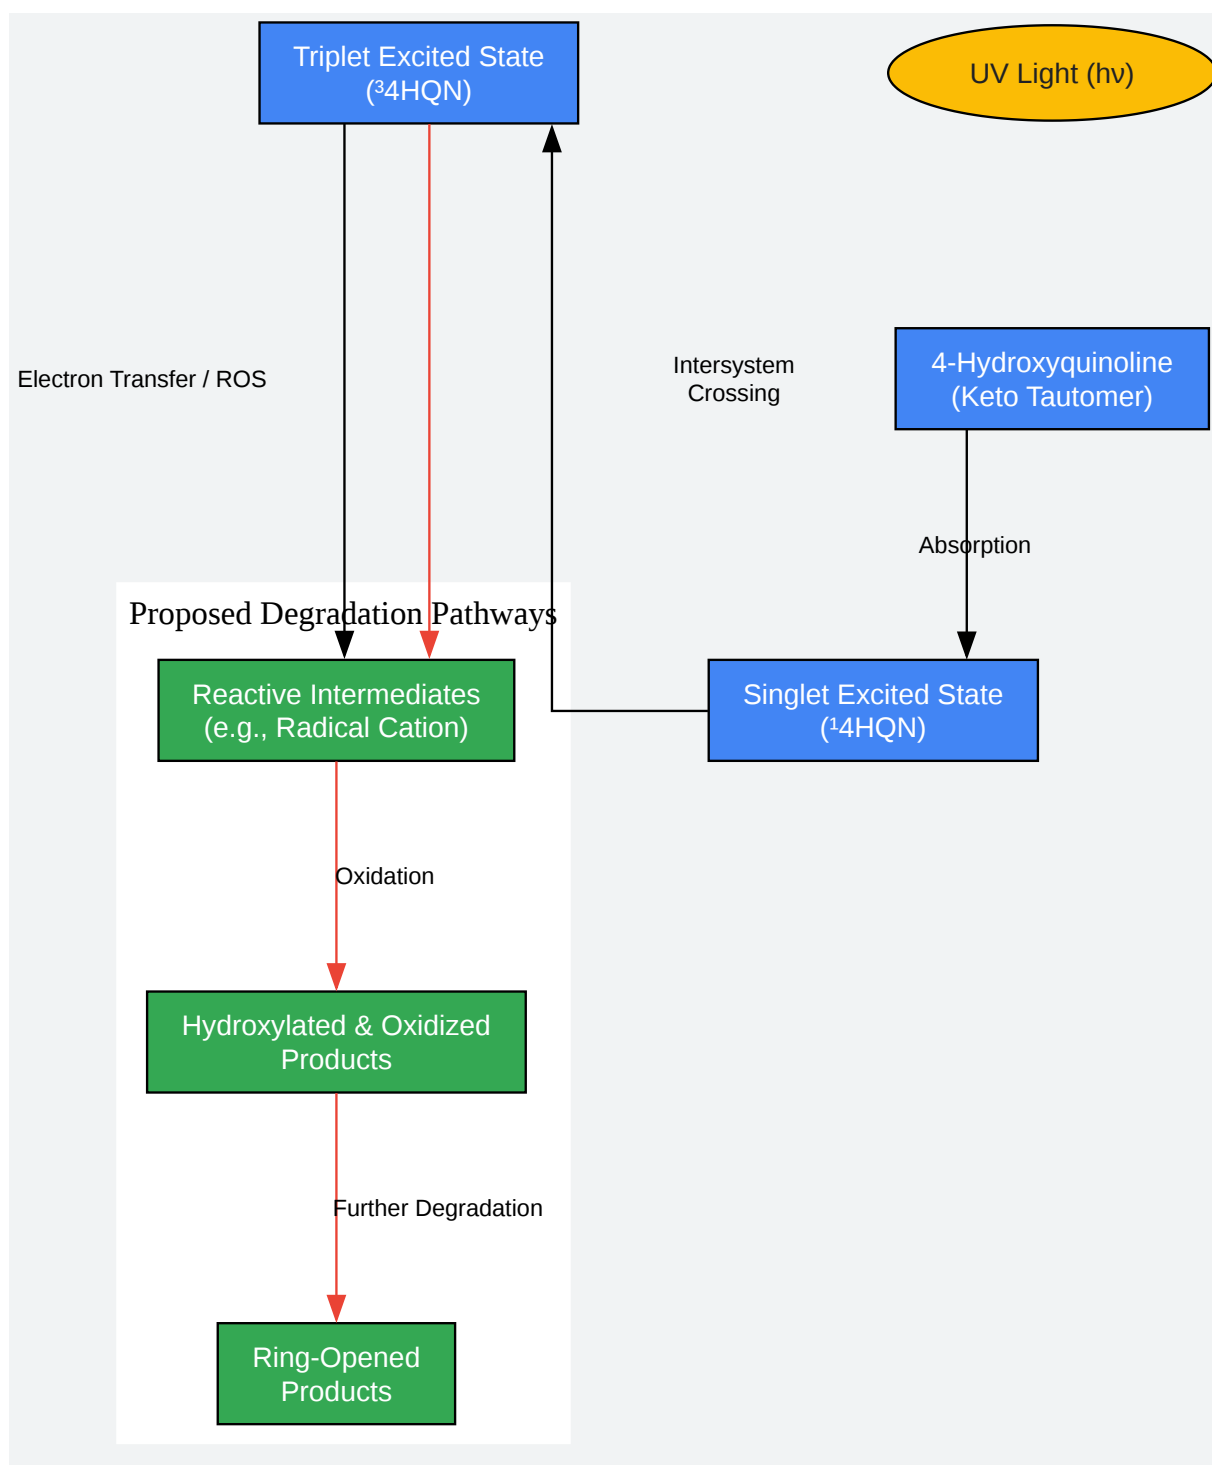 Triplet Excited State
(³4HQN)
UV Light (hν)
4-Hydroxyquinoline
(Keto Tautomer)
Electron Transfer / ROS
Intersystem
Crossing
Absorption
Proposed Degradation Pathways
Reactive Intermediates
(e.g., Radical Cation)
Singlet Excited State
(¹4HQN)
Oxidation
Hydroxylated & Oxidized
Products
Further Degradation
Ring-Opened
Products